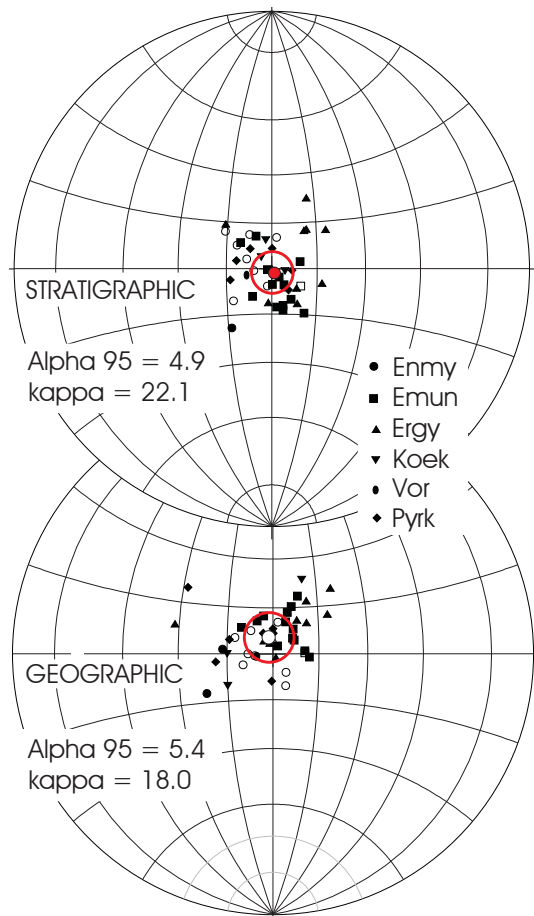 STRATIGRAPHIC
Alpha 95 = 4.9
kappa = 22.1
Enmy
Emun
Ergy
Koek
Vor
Pyrk
GEOGRAPHIC
Alpha 95 = 5.4
kappa = 18.0